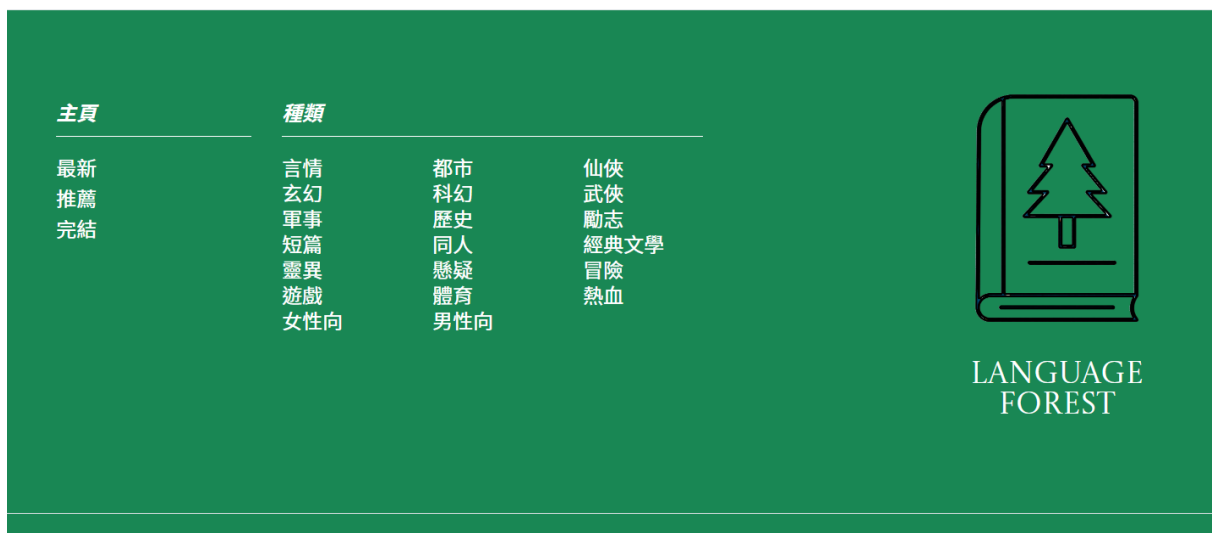 主頁
最新
推薦
完結
種類
言情
玄幻
軍事
短篇
靈異
遊戲
女性向
都市
科幻
歷史
同人
懸疑
體育
男性向
仙俠
武俠
勵志
經典文學
冒險
熱血
LANGUAGE
FOREST